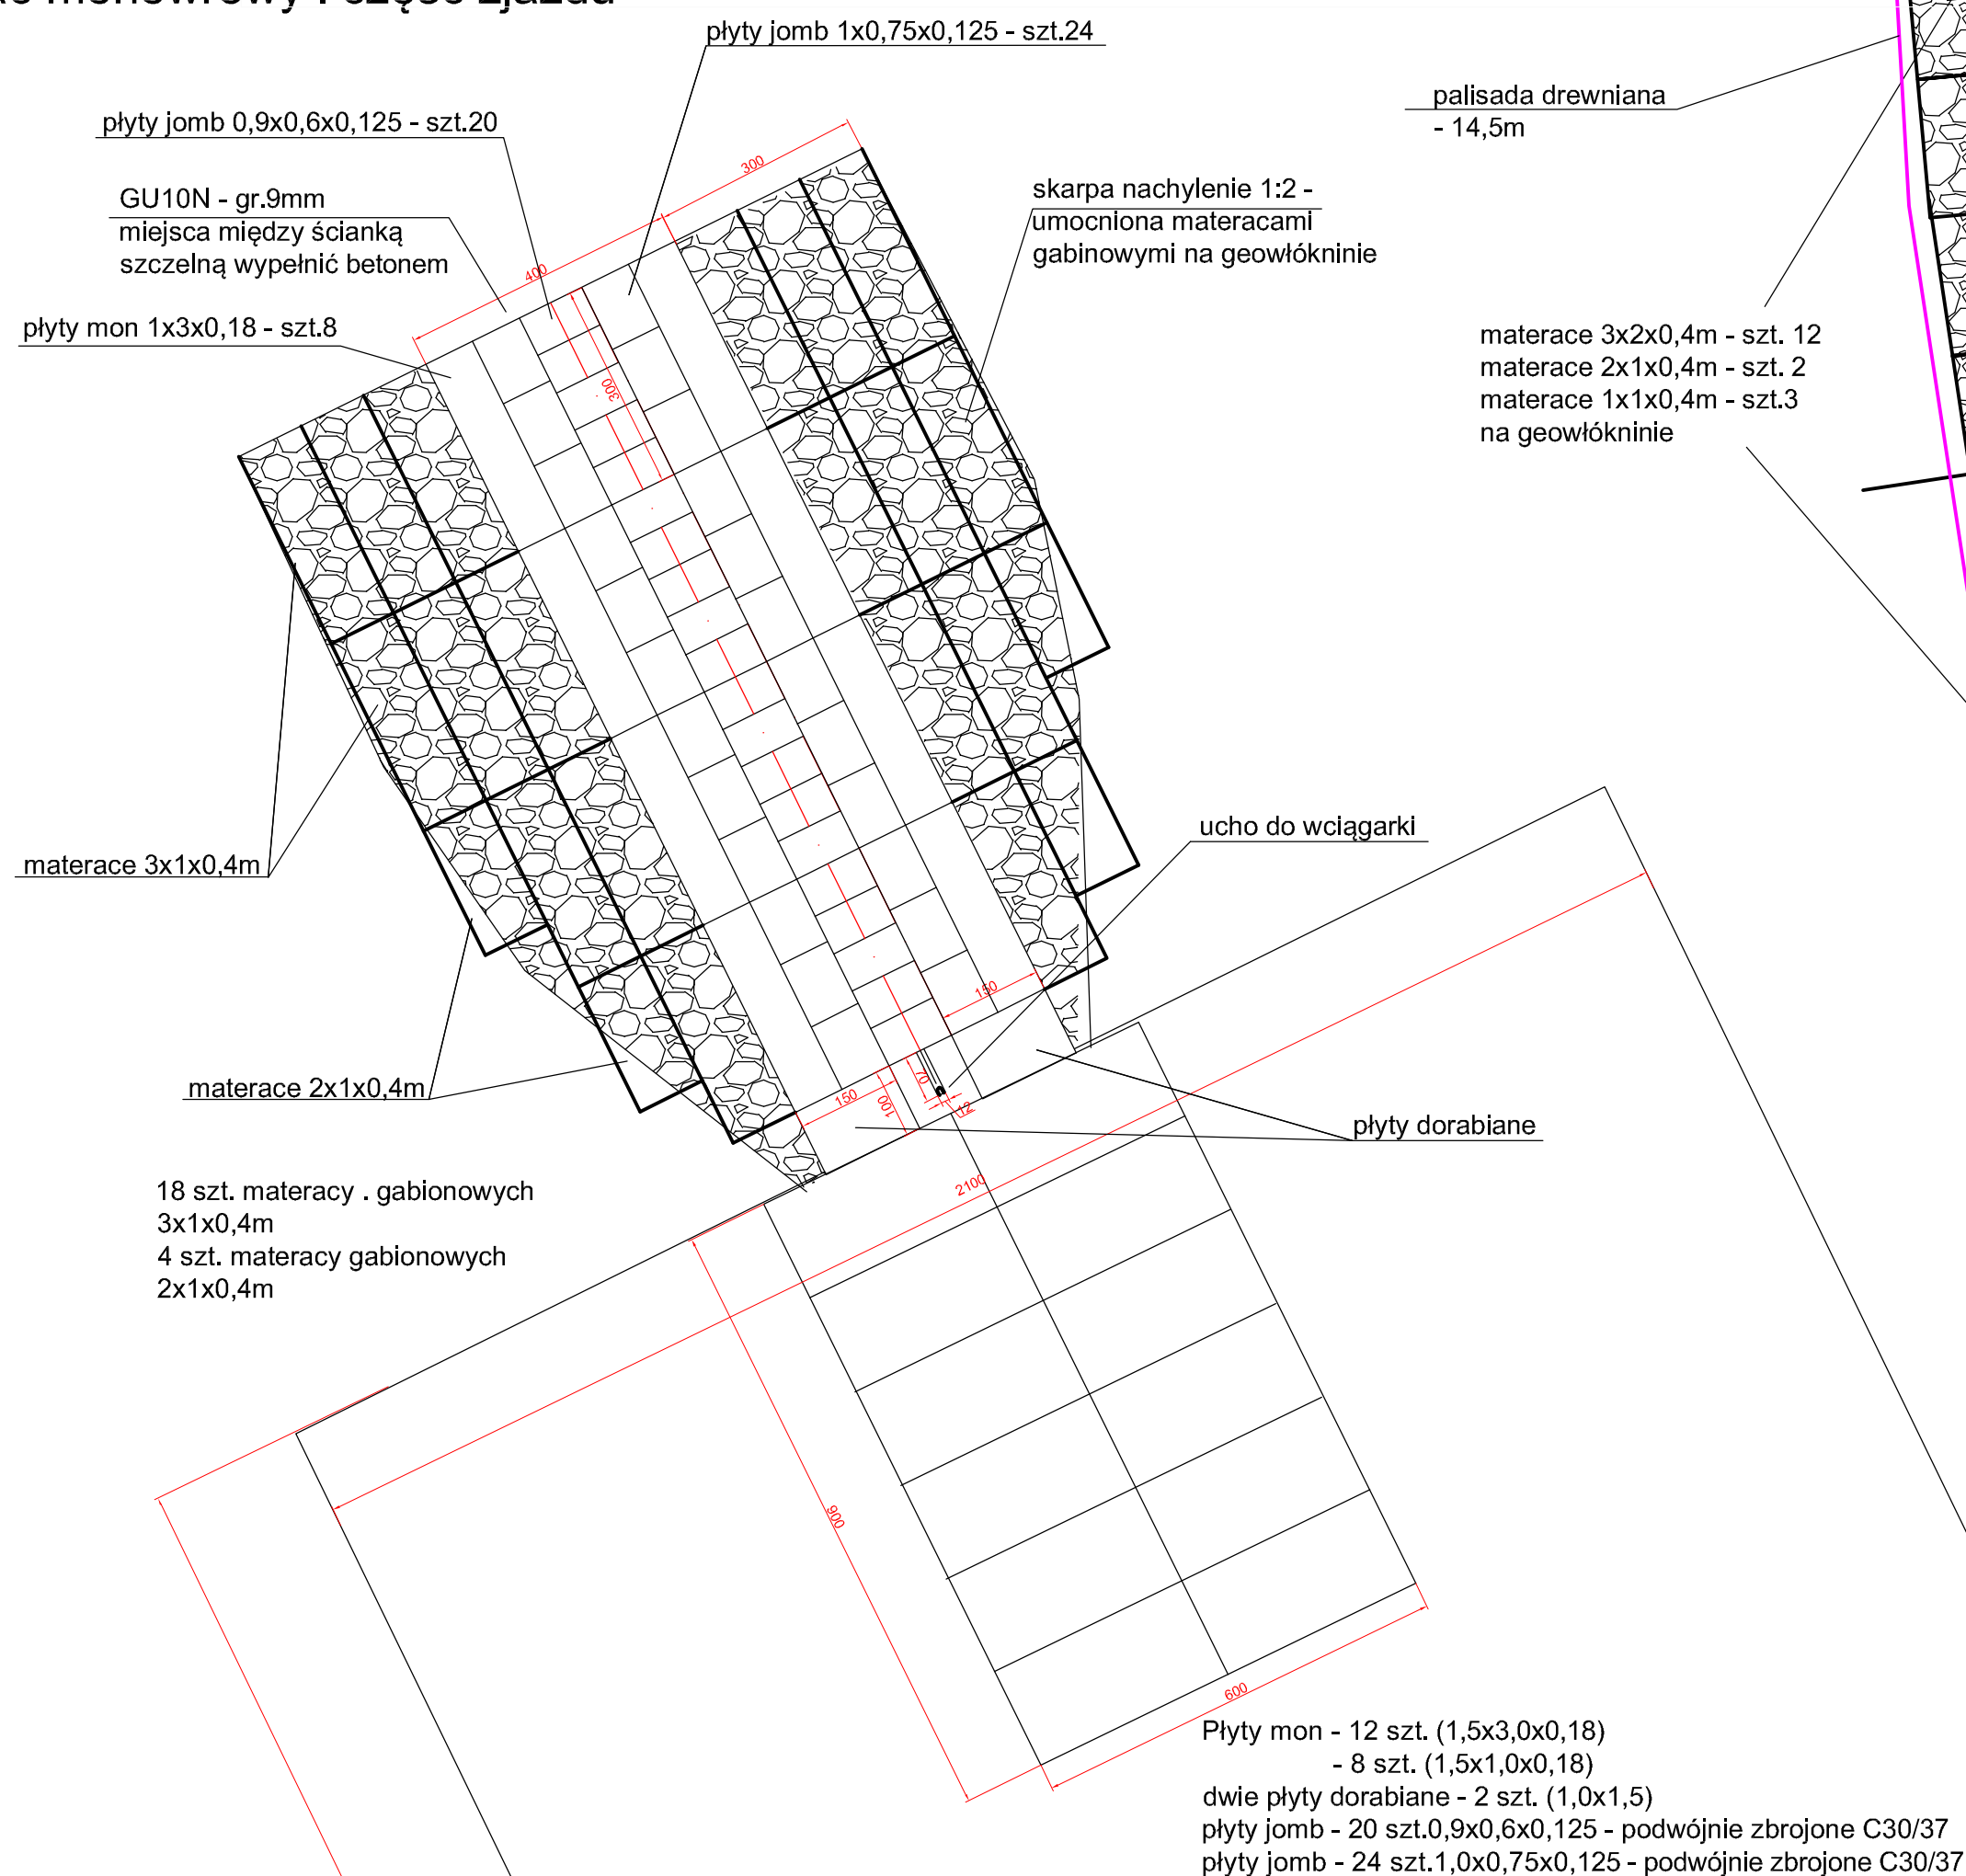 płyty jomb 1x0,75x0,125 - szt.24
płyty jomb 0,9x0,6x0,125 - szt.20
palisada drewniana
- 14,5m
GU10N - gr.9mm
miejsca między ścianką
szczelną wypełnić betonem
skarpa nachylenie 1:2 -
umocniona materacami
gabinowymi na geowłókninie
płyty mon 1x3x0,18 - szt.8
materace 3x2x0,4m - szt. 12
materace 2x1x0,4m - szt. 2
materace 1x1x0,4m - szt.3
na geowłókninie
300
400
300
materace 3x1x0,4m
ucho do wciągarki
150
materace 2x1x0,4m
150
100
70
12
płyty dorabiane
18 szt. materacy . gabionowych
3x1x0,4m
4 szt. materacy gabionowych
2x1x0,4m
2100
900
600
Płyty mon - 12 szt. (1,5x3,0x0,18)
- 8 szt. (1,5x1,0x0,18)
dwie płyty dorabiane - 2 szt. (1,0x1,5)
płyty jomb - 20 szt.0,9x0,6x0,125 - podwójnie zbrojone C30/37
płyty jomb - 24 szt.1,0x0,75x0,125 - podwójnie zbrojone C30/37